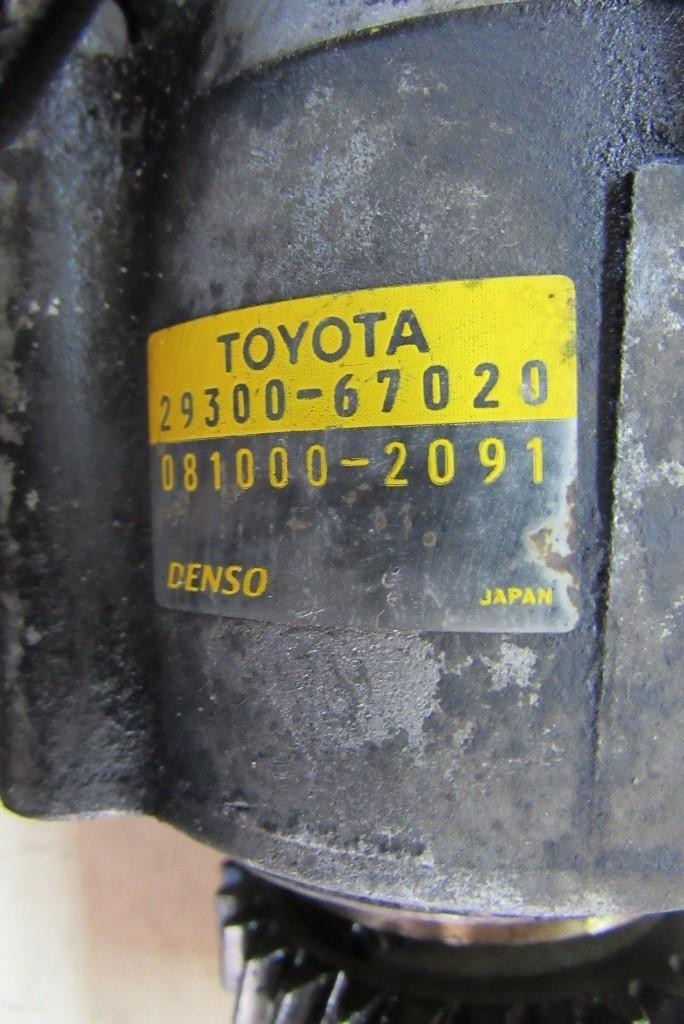 TOYOTA
29300-67020
081000-2091
DENSO
JAPAN